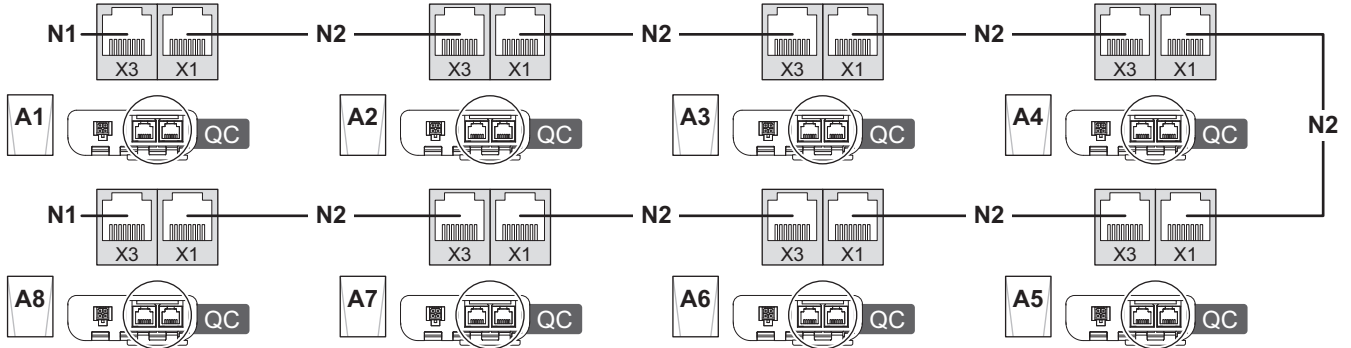 N1 N2 N2 N2
X3 X1 X3 X1 X3 X1 X3 X1
A1 QC A2 QC A3 QC A4 QC N2
N1 N2 N2 N2
X3 X1 X3 X1 X3 X1 X3 X1
A8 QC A7 QC A6 QC A5 QC